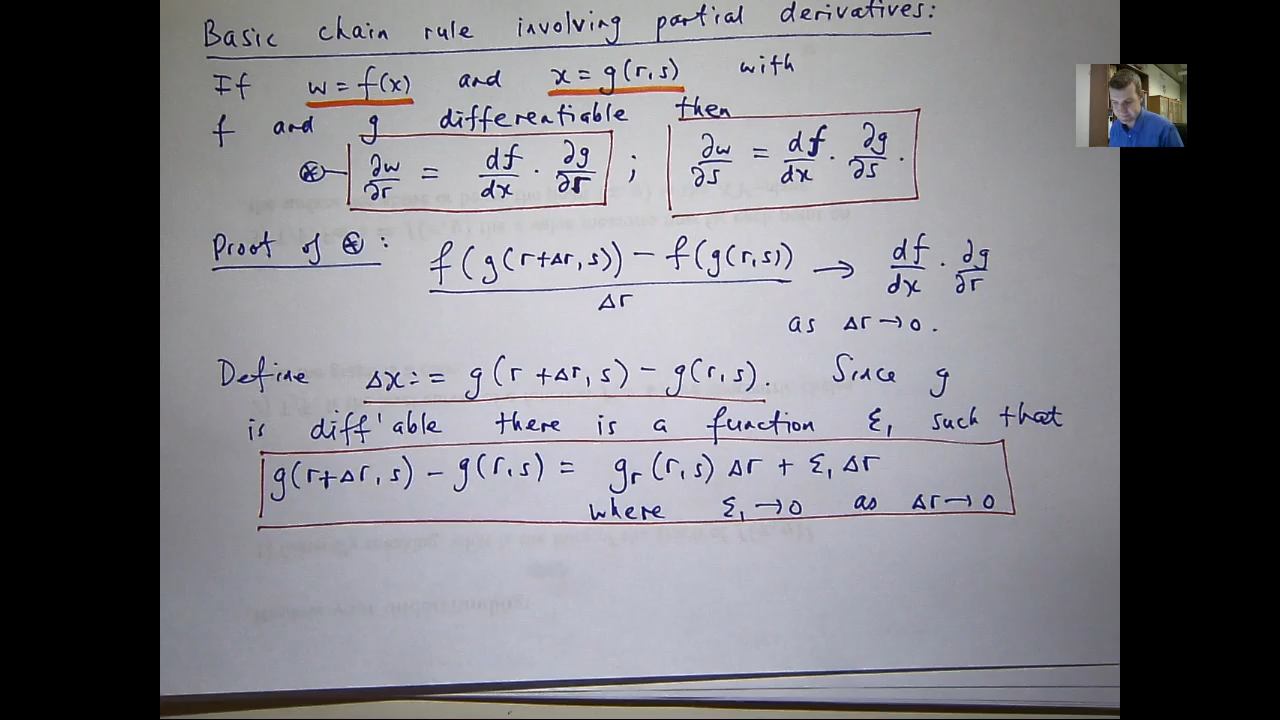 Basic chain rule involving partial derivatives:
If w = f(x) and x = g(r,s) with
f and g differentiable then
⊛ ∂w/∂r = df/dx · ∂g/∂r ; ∂w/∂s = df/dx · ∂g/∂s .
Proof of ⊛ : f(g(r+Δr, s)) − f(g(r,s)) / Δr → df/dx · ∂g/∂r
as Δr → 0 .
Define Δx := g(r+Δr, s) − g(r,s). Since g
is diff'able there is a function ε₁ such that
g(r+Δr, s) − g(r,s) = gᵣ(r,s) Δr + ε₁ Δr
where ε₁ → 0 as Δr → 0